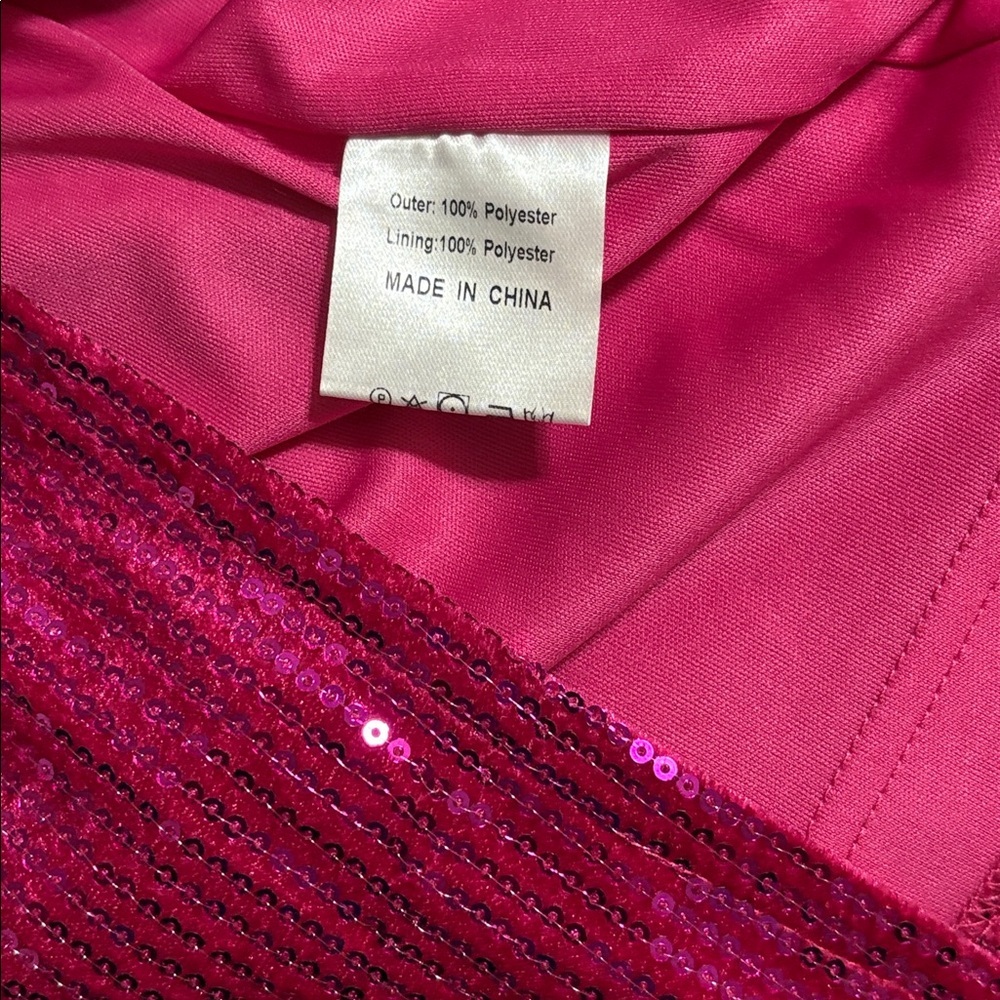 Outer: 100% Polyester
Lining:100% Polyester
MADE IN CHINA
P